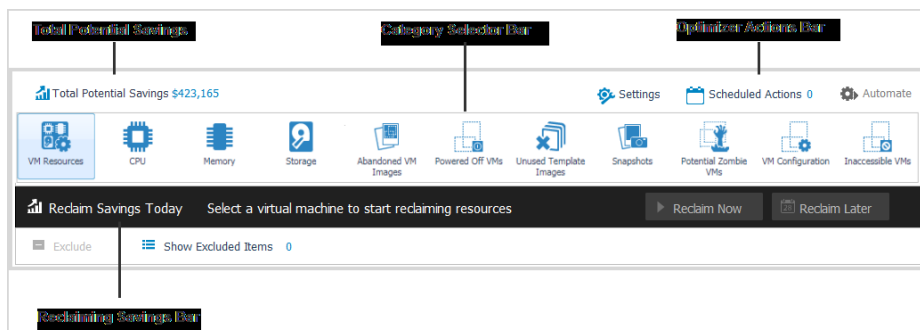 Total Potential Savings
Category Selector Bar
Optimizer Actions Bar
Total Potential Savings $423,165
Settings
Scheduled Actions 0
Automate
VM Resources
CPU
Memory
Storage
Abandoned VM
Images
Powered Off VMs
Unused Template
Images
Snapshots
Potential Zombie
VMs
VM Configuration
Inaccessible VMs
Reclaim Savings Today
Select a virtual machine to start reclaiming resources
Reclaim Now
Reclaim Later
Exclude
Show Excluded Items 0
Reclaiming Savings Bar